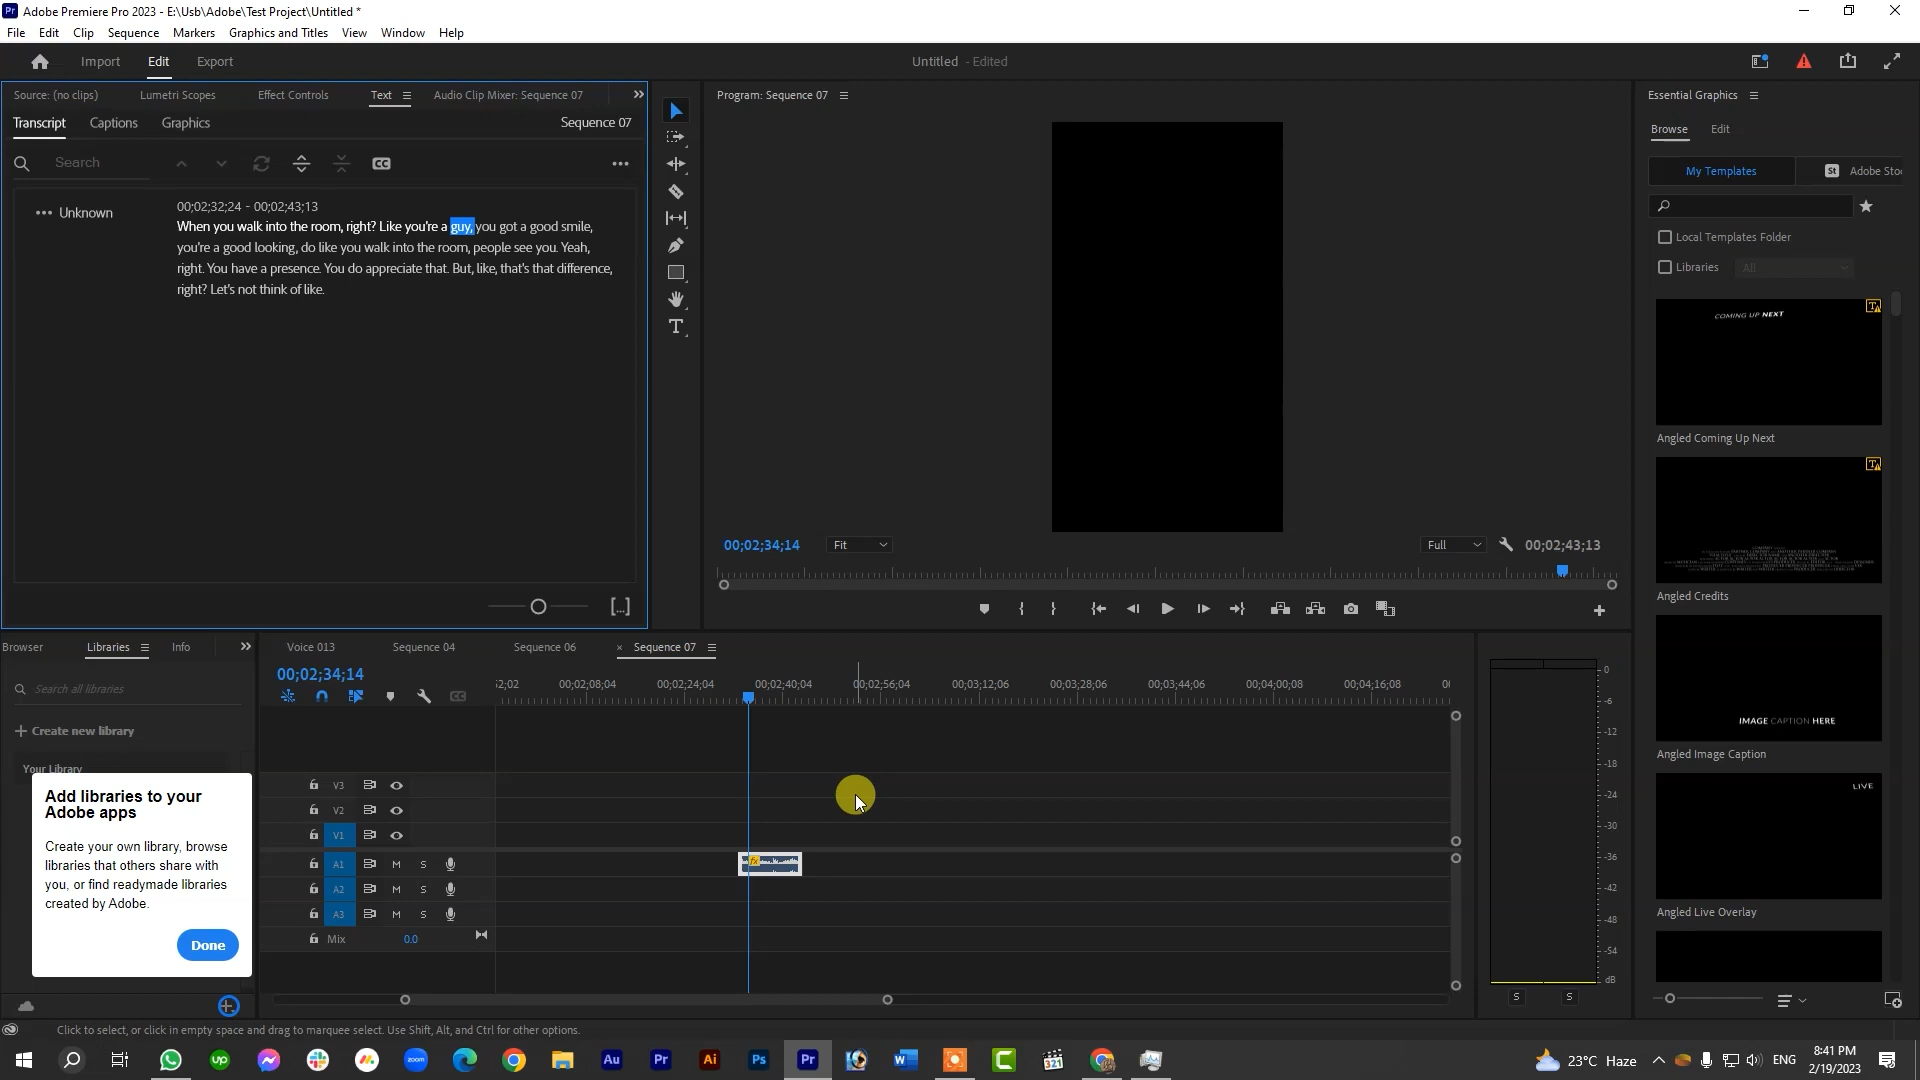 Adobe Premiere Pro 2023 - E:\Usb\Adobe\Test Project\Untitled *
File Edit Clip Sequence Markers Graphics and Titles View Window Help
Import Edit Export
Untitled - Edited
Source: (no clips) Lumetri Scopes Effect Controls Text Audio Clip Mixer: Sequence 07
Transcript Captions Graphics Sequence 07
Search
Unknown
00;02;32;24 - 00;02;43;13
When you walk into the room, right? Like you're a guy, you got a good smile,
you're a good looking, do like you walk into the room, people see you. Yeah,
right. You have a presence. You do appreciate that. But, like, that's that difference,
right? Let's not think of like.
Program: Sequence 07
00;02;34;14 Fit Full 00;02;43;13
Essential Graphics
Browse Edit
My Templates St Adobe Sto
Local Templates Folder
Libraries All
COMING UP NEXT
Angled Coming Up Next
Angled Credits
IMAGE CAPTION HERE
Angled Image Caption
LIVE
Angled Live Overlay
Browser Libraries Info
Search all libraries
Create new library
Your Library
Add libraries to your
Adobe apps
Create your own library, browse
libraries that others share with
you, or find readymade libraries
created by Adobe.
Done
Voice 013 Sequence 04 Sequence 06 × Sequence 07
00;02;34;14
52;02 00;02;08;04 00;02;24;04 00;02;40;04 00;02;56;04 00;03;12;06 00;03;28;06 00;03;44;06 00;04;00;08 00;04;16;08
V3
V2
V1
fx
A1 M S
A2 M S
A3 M S
Mix 0.0
0
-6
-12
-18
-24
-30
-36
-42
-48
-54
dB
S S
Click to select, or click in empty space and drag to marquee select. Use Shift, Alt, and Ctrl for other options.
up zoom Au Pr Ai Ps Pr 321
23°C Haze ENG
8:41 PM
2/19/2023